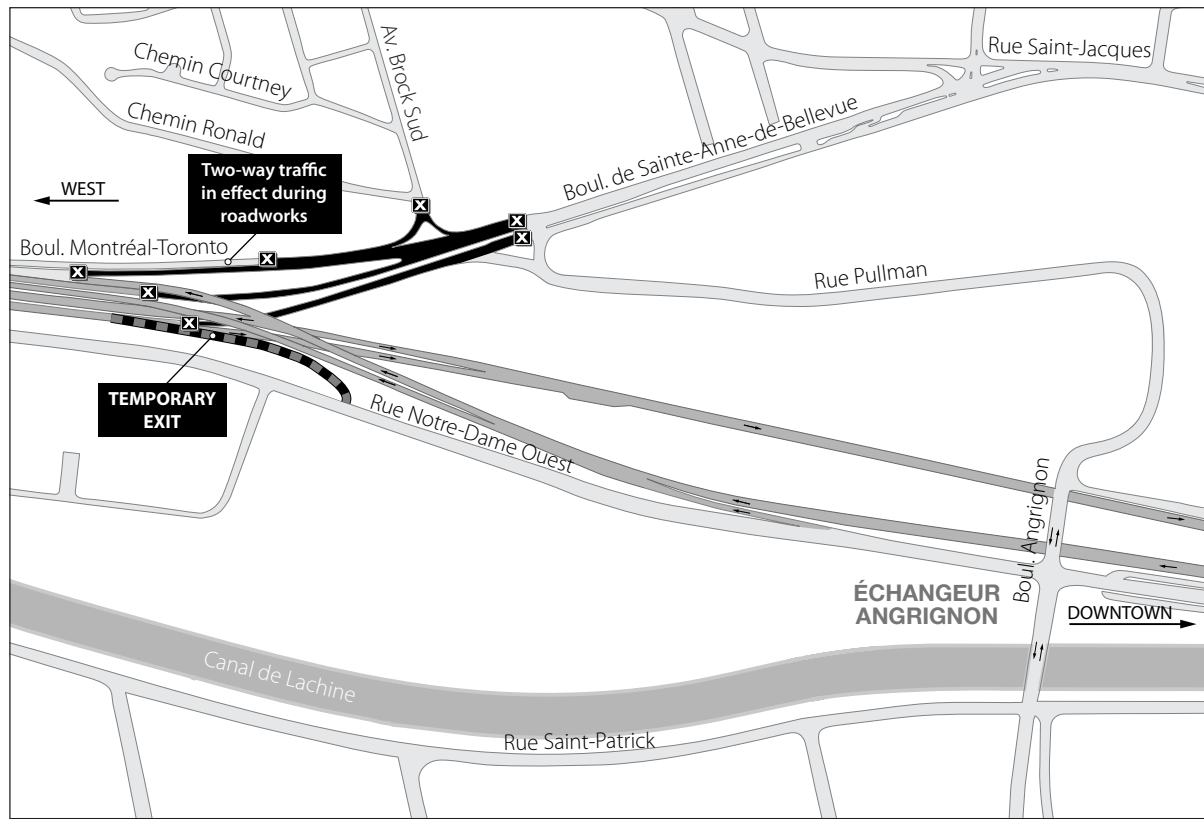 Rue Saint-Jacques
Chemin Courtney
Av. Brock Sud
Chemin Ronald
Boul. de Sainte-Anne-de-Bellevue
Two-way traffic
in effect during
roadworks
WEST
Boul. Montréal-Toronto
X
X
X
X
X
X
X
Rue Pullman
TEMPORARY
EXIT
Rue Notre-Dame Ouest
Boul. Angrignon
ÉCHANGEUR
ANGRIGNON
DOWNTOWN
Canal de Lachine
Rue Saint-Patrick